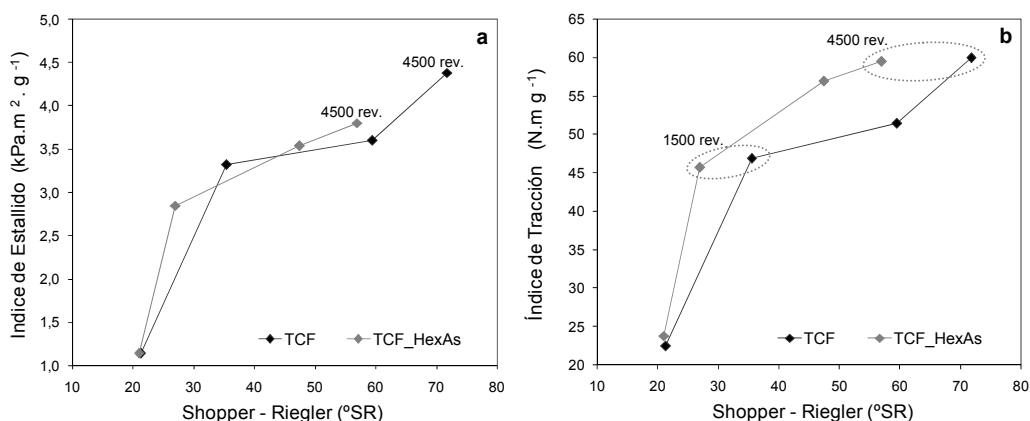 5,0
4,5
4,0
3,5
3,0
2,5
2,0
1,5
1,0
Indice de Estallido (kPa.m ² . g ⁻¹)
a
4500 rev.
4500 rev.
TCF
TCF_HexAs
10 20 30 40 50 60 70 80
Shopper - Riegler (ºSR)
65
60
55
50
45
40
35
30
25
20
Índice de Tracción (N.m g ⁻¹)
b
4500 rev.
1500 rev.
TCF
TCF_HexAs
10 20 30 40 50 60 70 80
Shopper - Riegler (ºSR)